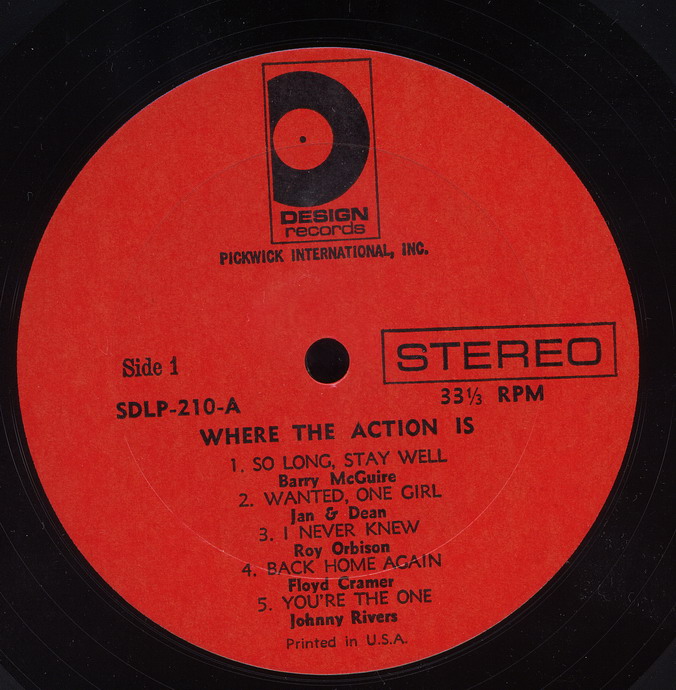 DESIGN
records
PICKWICK INTERNATIONAL, INC.
Side 1
STEREO
SDLP-210-A
33⅓ RPM
WHERE THE ACTION IS
1. SO LONG, STAY WELL
Barry McGuire
2. WANTED, ONE GIRL
Jan & Dean
3. I NEVER KNEW
Roy Orbison
4. BACK HOME AGAIN
Floyd Cramer
5. YOU'RE THE ONE
Johnny Rivers
Printed in U.S.A.